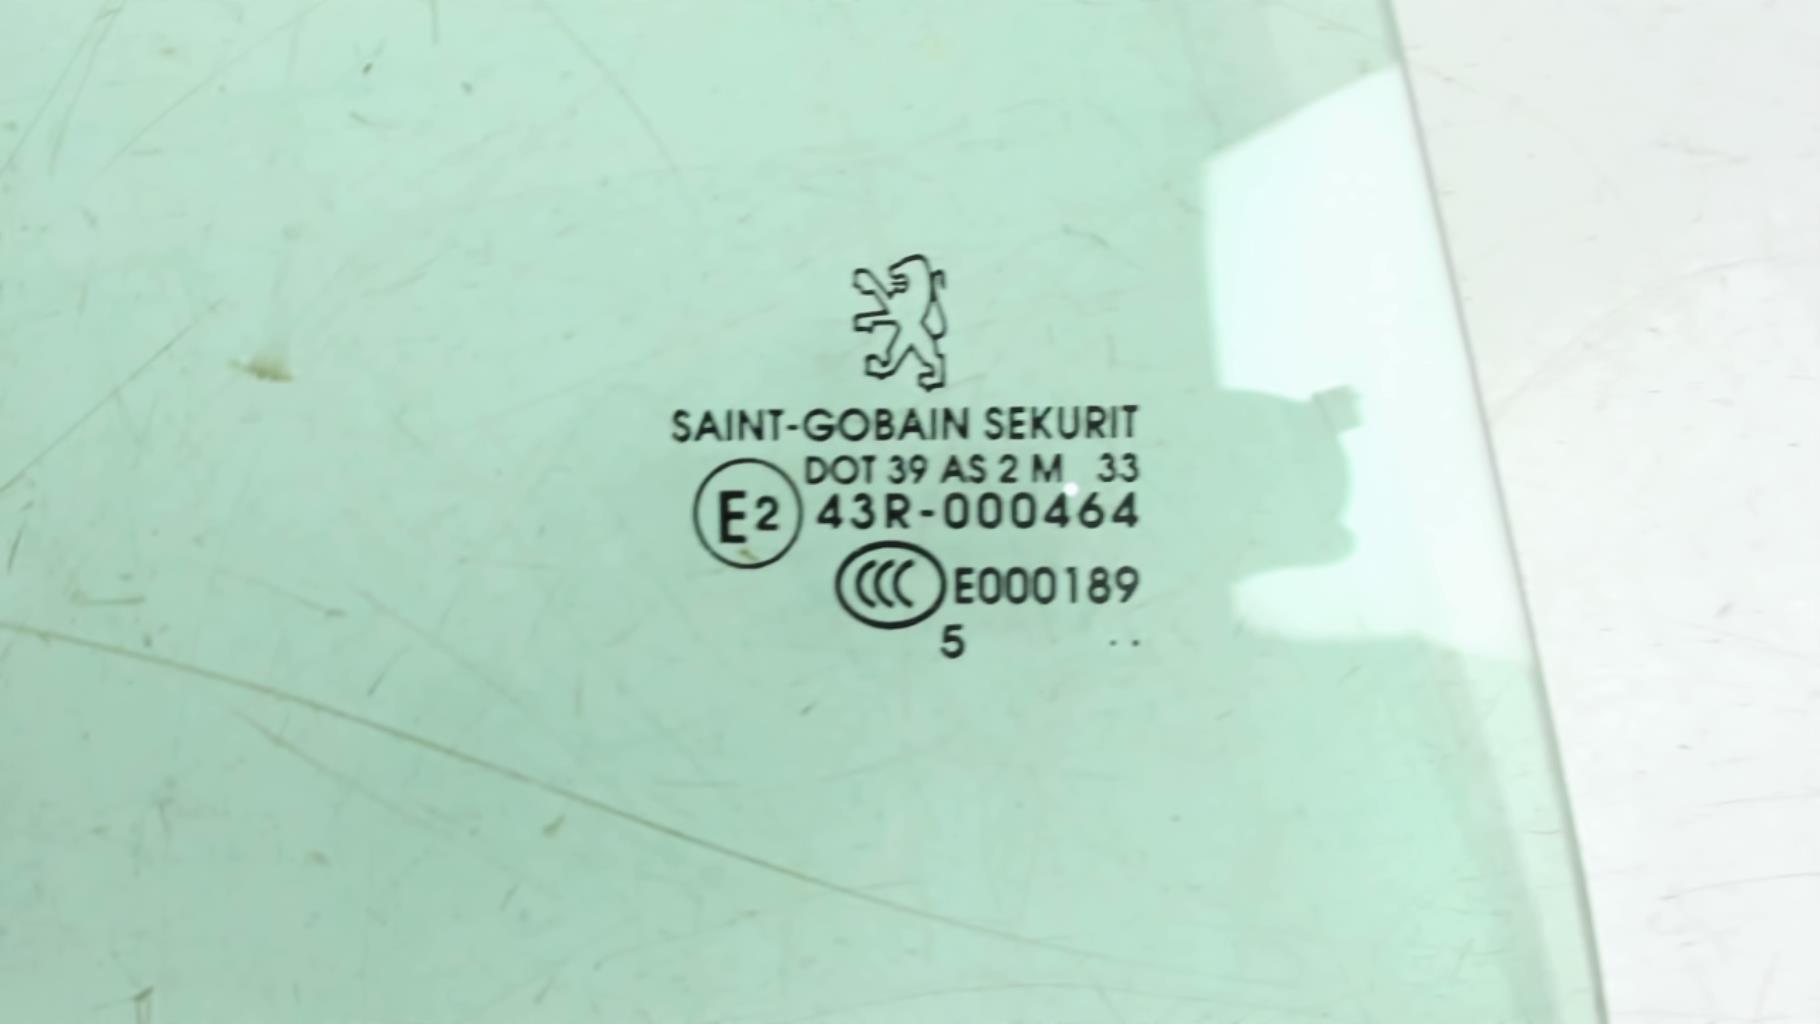 SAINT-GOBAIN SEKURIT
DOT 39 AS 2 M 33
E2 43R-000464
CCC E000189
5 ..